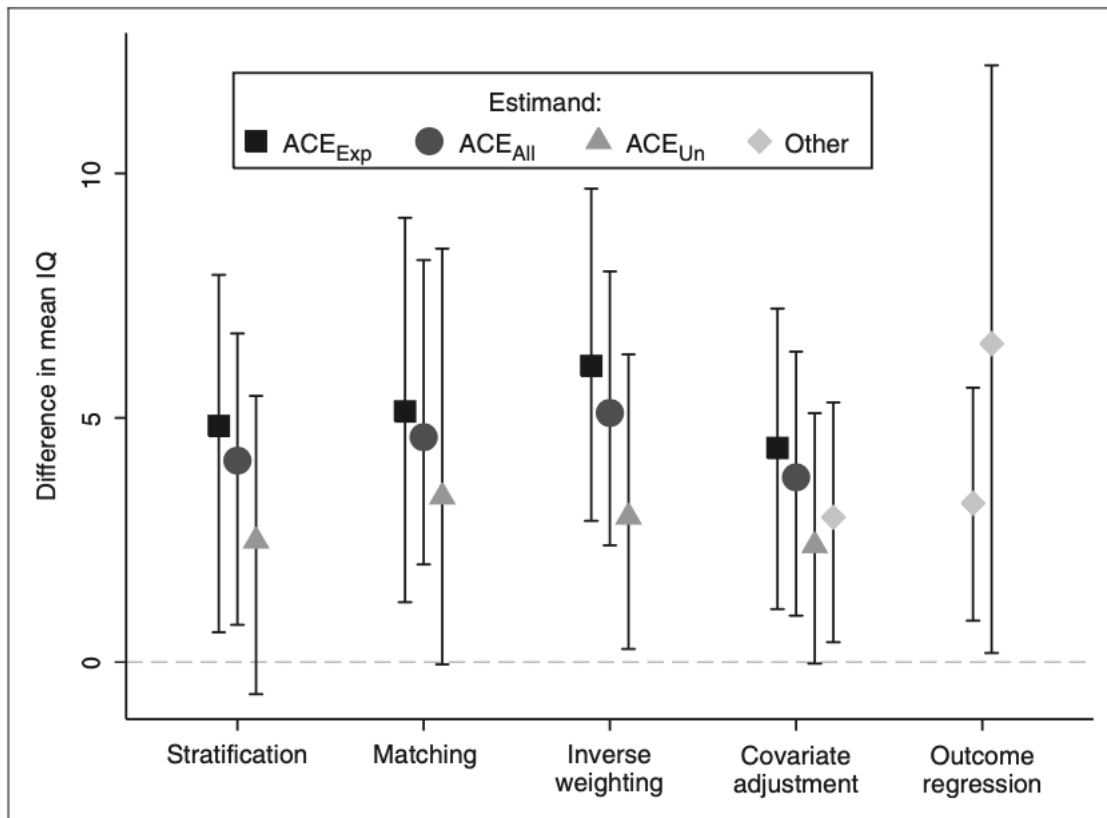 Estimand:
ACE_Exp ACE_All ACE_Un Other
Difference in mean IQ
10
5
0
Stratification Matching Inverse weighting Covariate adjustment Outcome regression